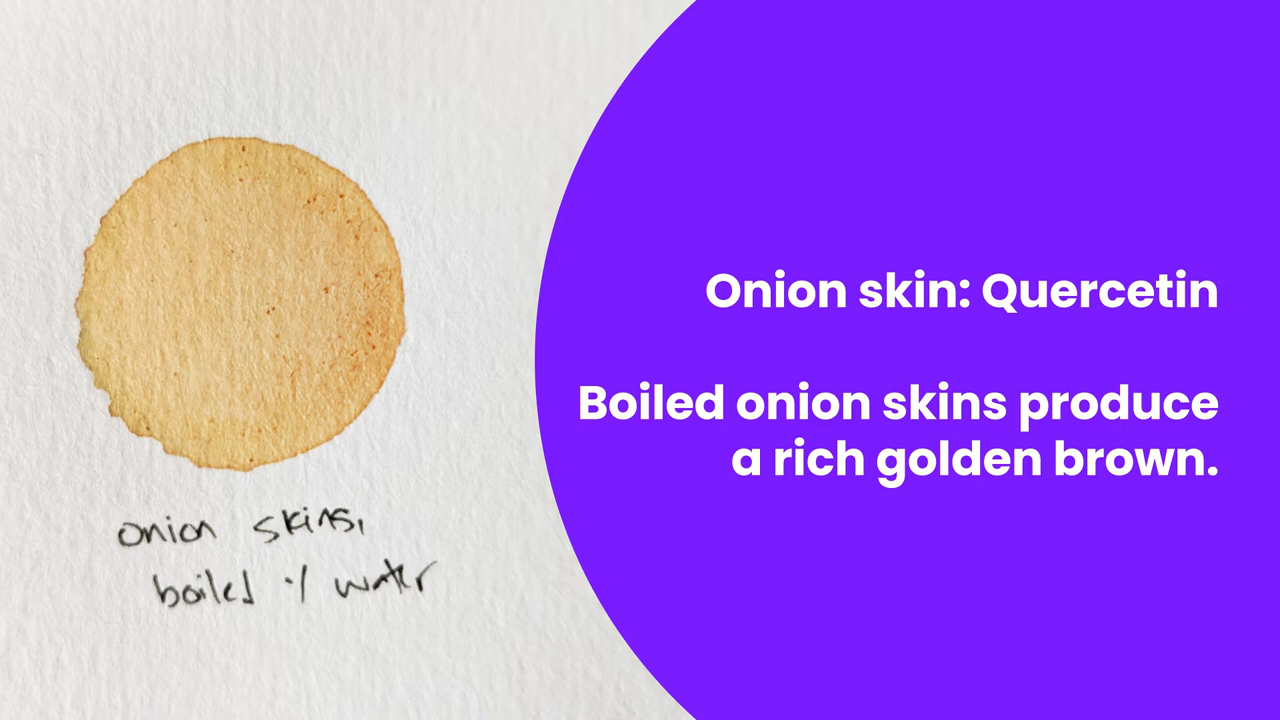 onion skins,
boiled ./ water
Onion skin: Quercetin
Boiled onion skins produce
a rich golden brown.